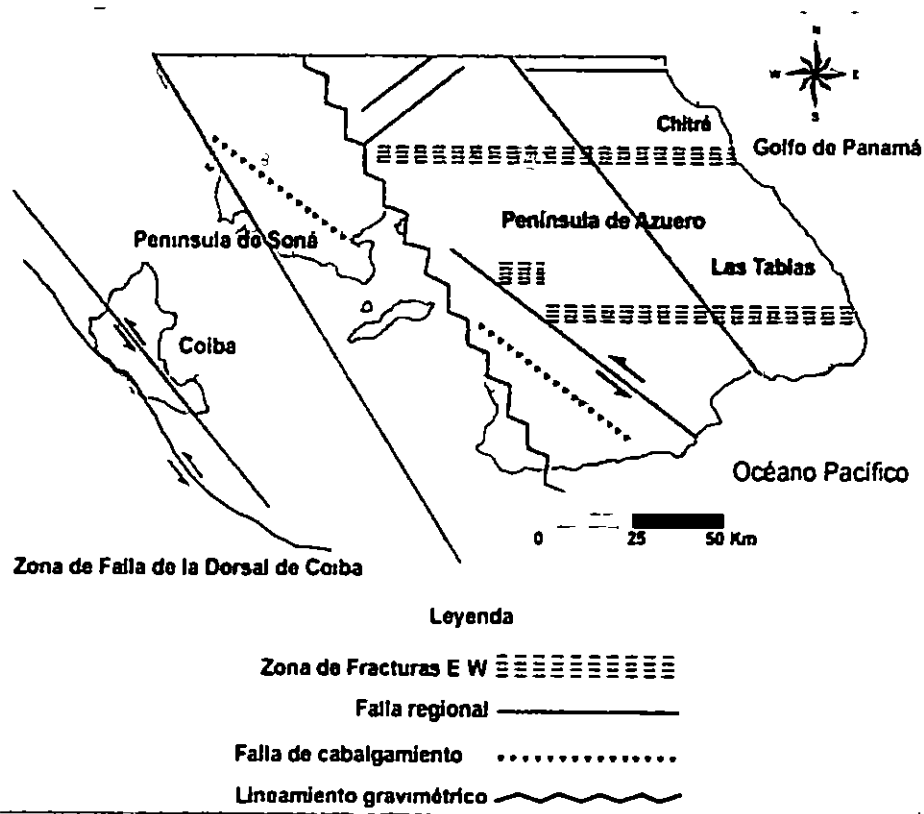 N
W E
S
Chitré
Golfo de Panamá
Península de Azuero
Península de Soná
Las Tablas
Coiba
Océano Pacífico
0 25 50 Km
Zona de Falla de la Dorsal de Coiba
Leyenda
Zona de Fracturas E W
Falla regional
Falla de cabalgamiento
Lineamiento gravimétrico